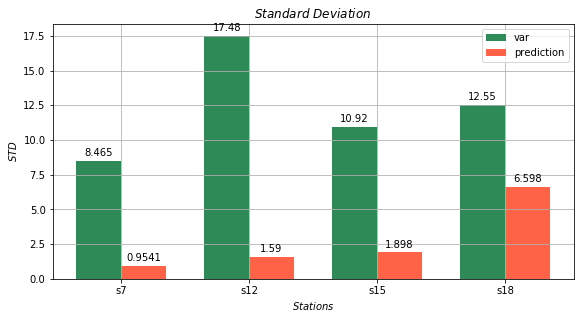 Standard Deviation
17.48
var
prediction
17.5
15.0
12.5
10.0
7.5
5.0
2.5
0.0
STD
8.465
0.9541
1.59
10.92
1.898
12.55
6.598
s7
s12
s15
s18
Stations